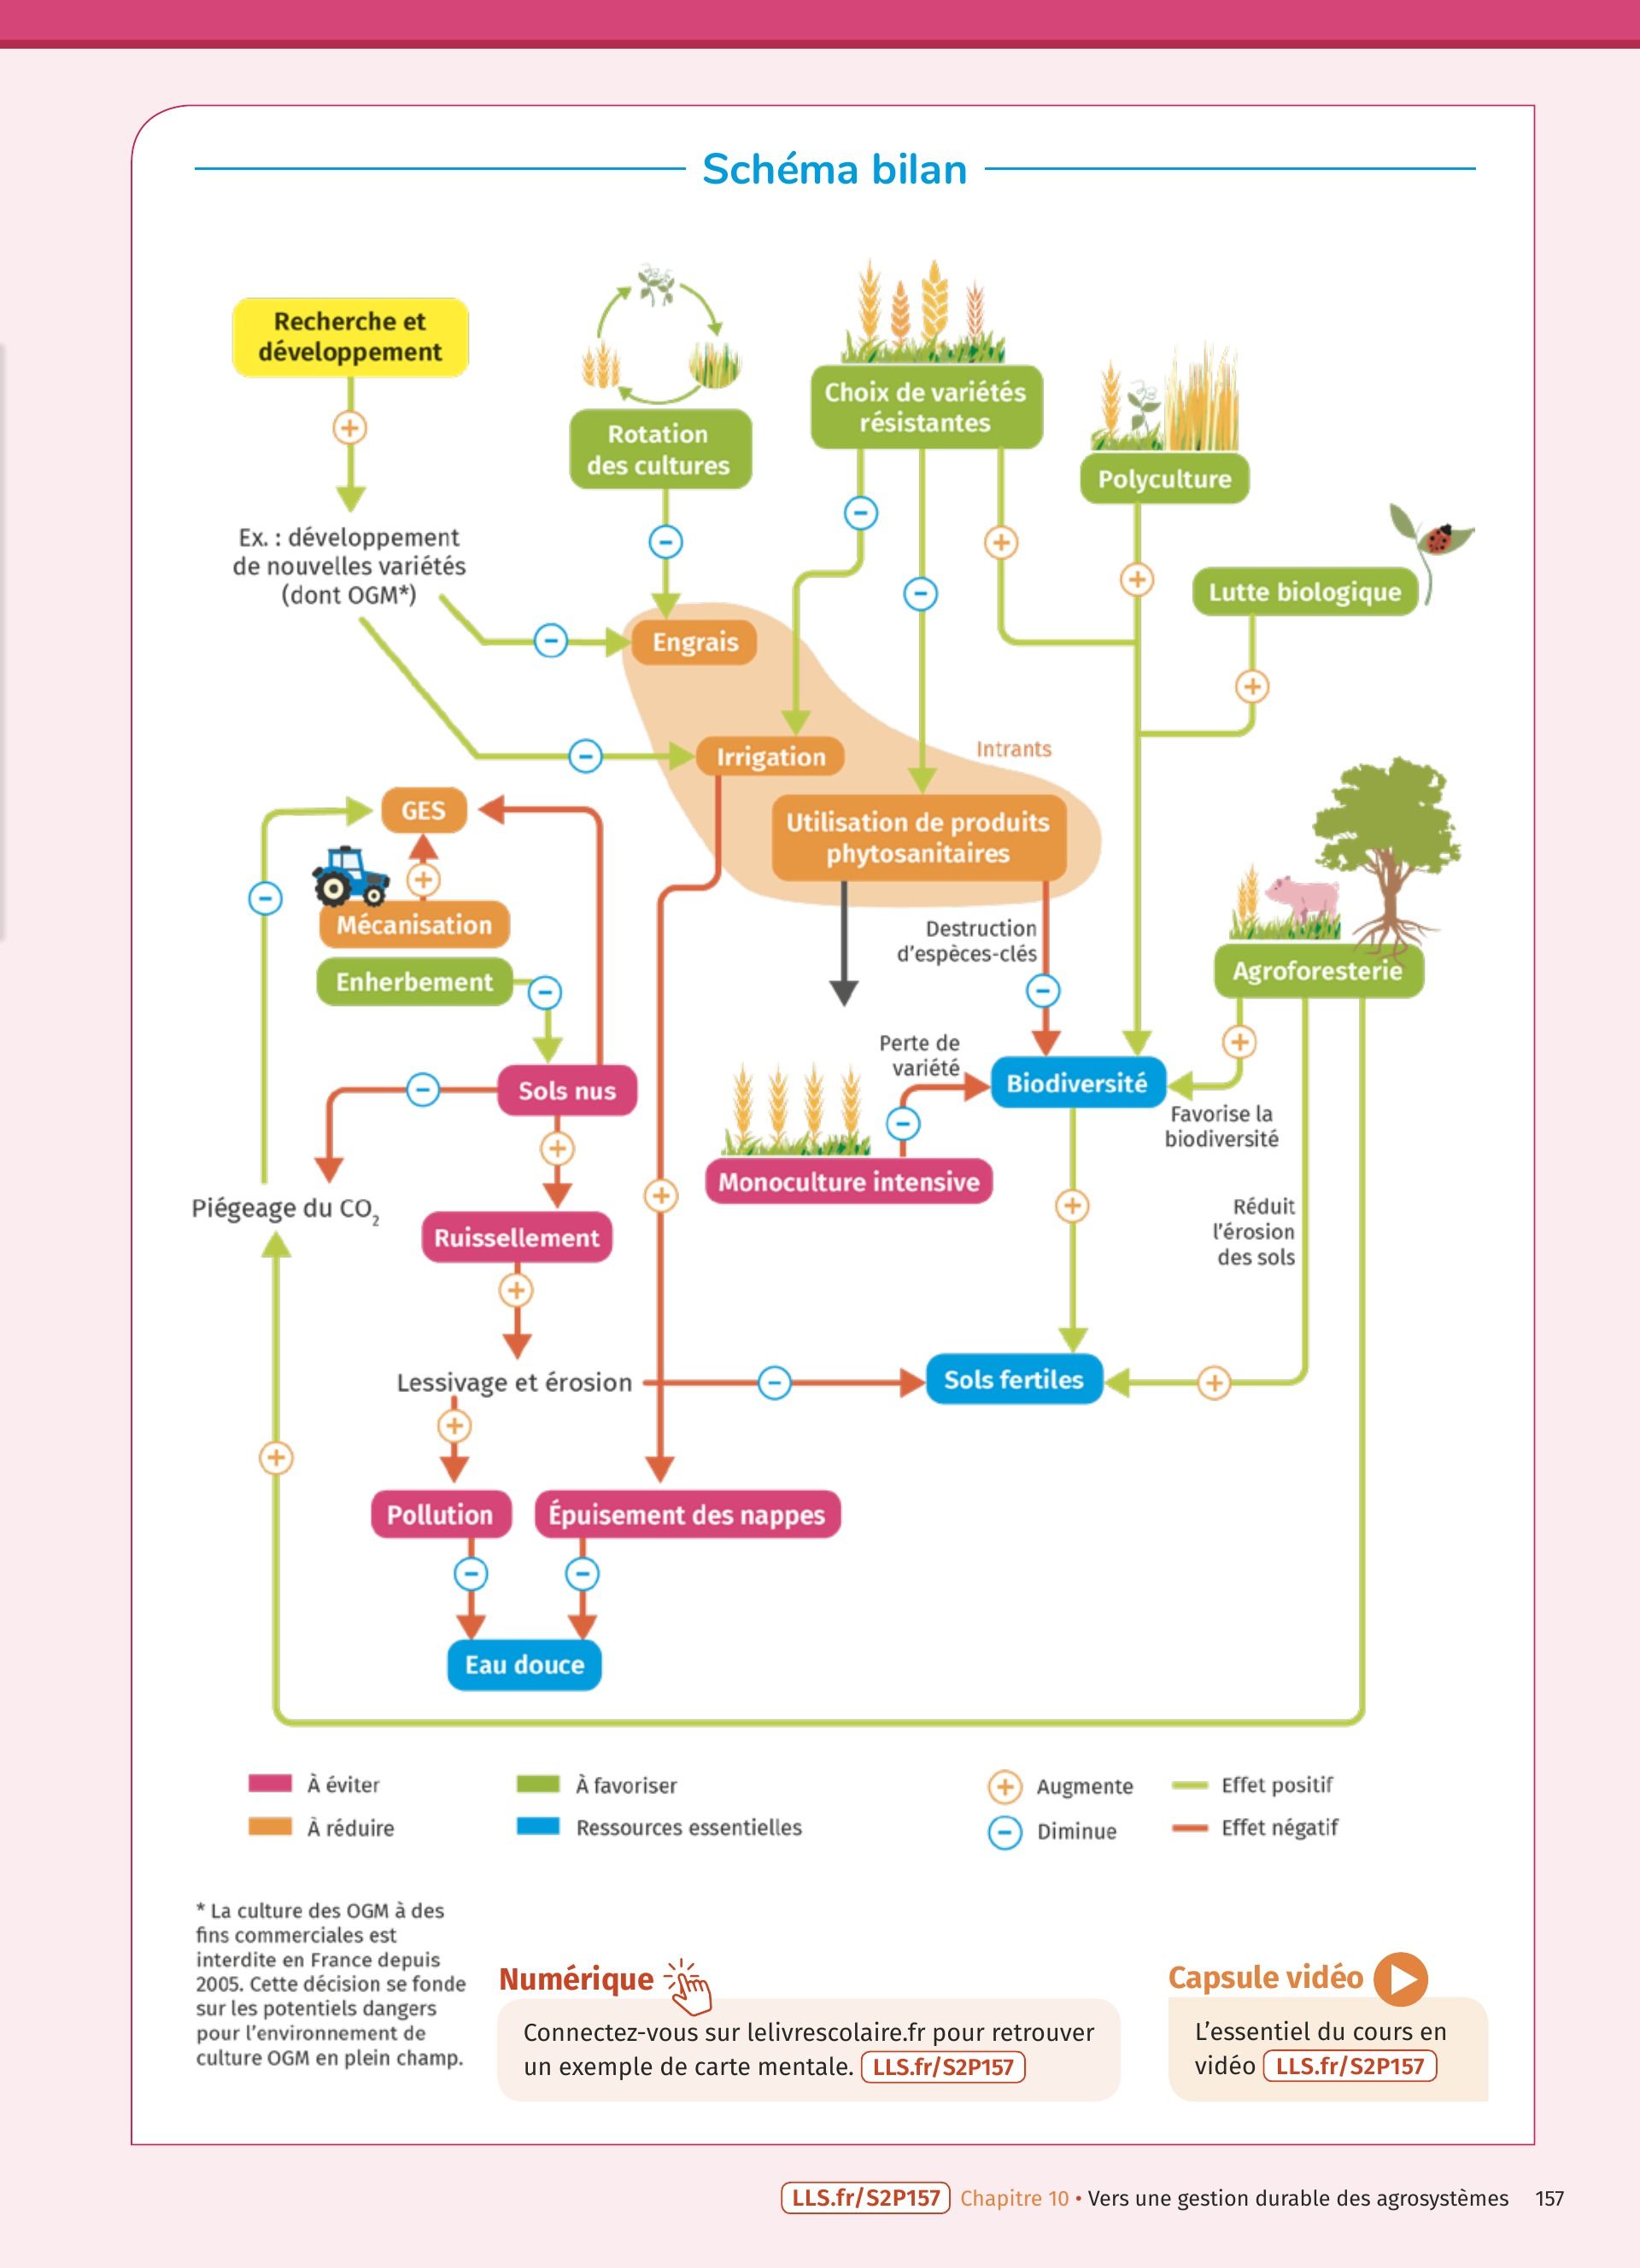 Schéma bilan
Recherche et
développement
+
Ex. : développement
de nouvelles variétés
(dont OGM*)
Rotation
des cultures
−
Choix de variétés
résistantes
−
−
+
Polyculture
+
Lutte biologique
+
−
Engrais
−
Irrigation
Intrants
Utilisation de produits
phytosanitaires
GES
−
+
Mécanisation
Enherbement
−
Destruction
d'espèces-clés
−
Agroforesterie
+
Sols nus
−
+
Perte de
variété
−
Biodiversité
Favorise la
biodiversité
Monoculture intensive
Piégeage du CO₂
+
+
Réduit
l'érosion
des sols
Ruissellement
+
Lessivage et érosion
−
Sols fertiles
+
+
+
Pollution
Épuisement des nappes
−
−
Eau douce
À éviter
À favoriser
+ Augmente
Effet positif
À réduire
Ressources essentielles
− Diminue
Effet négatif
* La culture des OGM à des
fins commerciales est
interdite en France depuis
2005. Cette décision se fonde
sur les potentiels dangers
pour l'environnement de
culture OGM en plein champ.
Numérique
Connectez-vous sur lelivrescolaire.fr pour retrouver
un exemple de carte mentale. LLS.fr/S2P157
Capsule vidéo
L'essentiel du cours en
vidéo LLS.fr/S2P157
LLS.fr/S2P157 Chapitre 10 • Vers une gestion durable des agrosystèmes 157